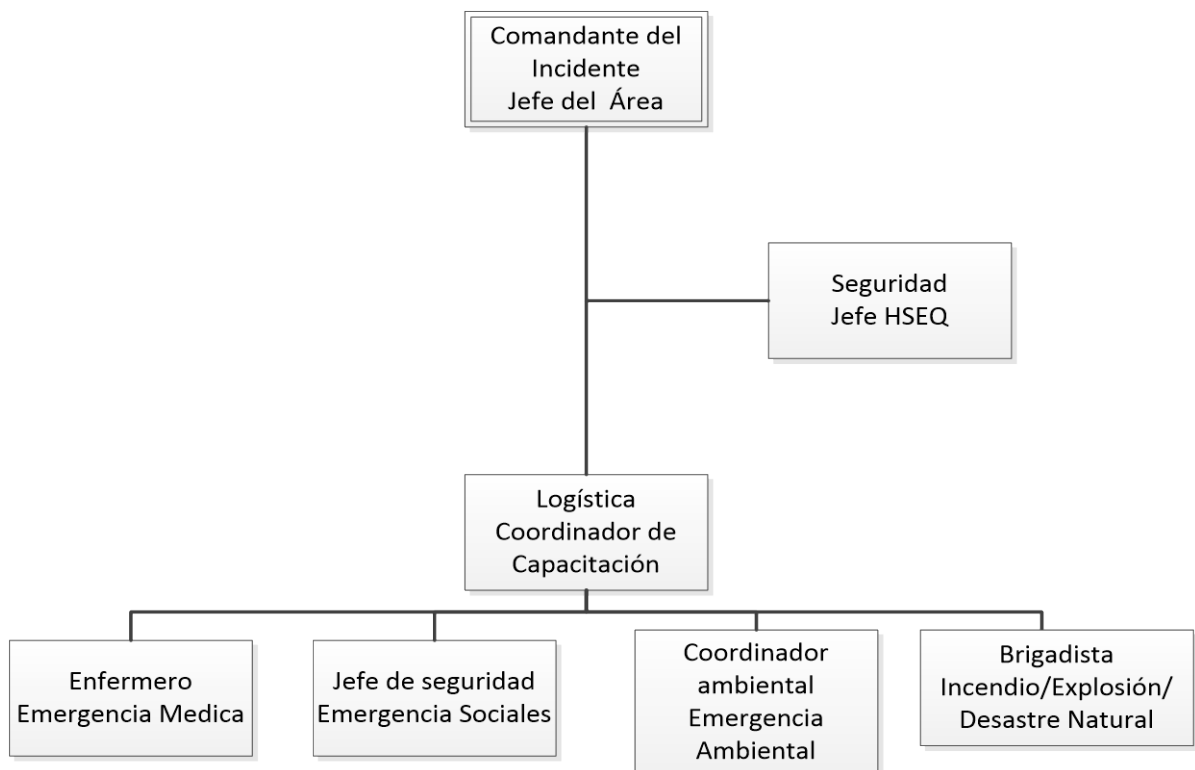 Comandante del
Incidente
Jefe del Área
Seguridad
Jefe HSEQ
Logística
Coordinador de
Capacitación
Enfermero
Emergencia Medica
Jefe de seguridad
Emergencia Sociales
Coordinador
ambiental
Emergencia
Ambiental
Brigadista
Incendio/Explosión/
Desastre Natural